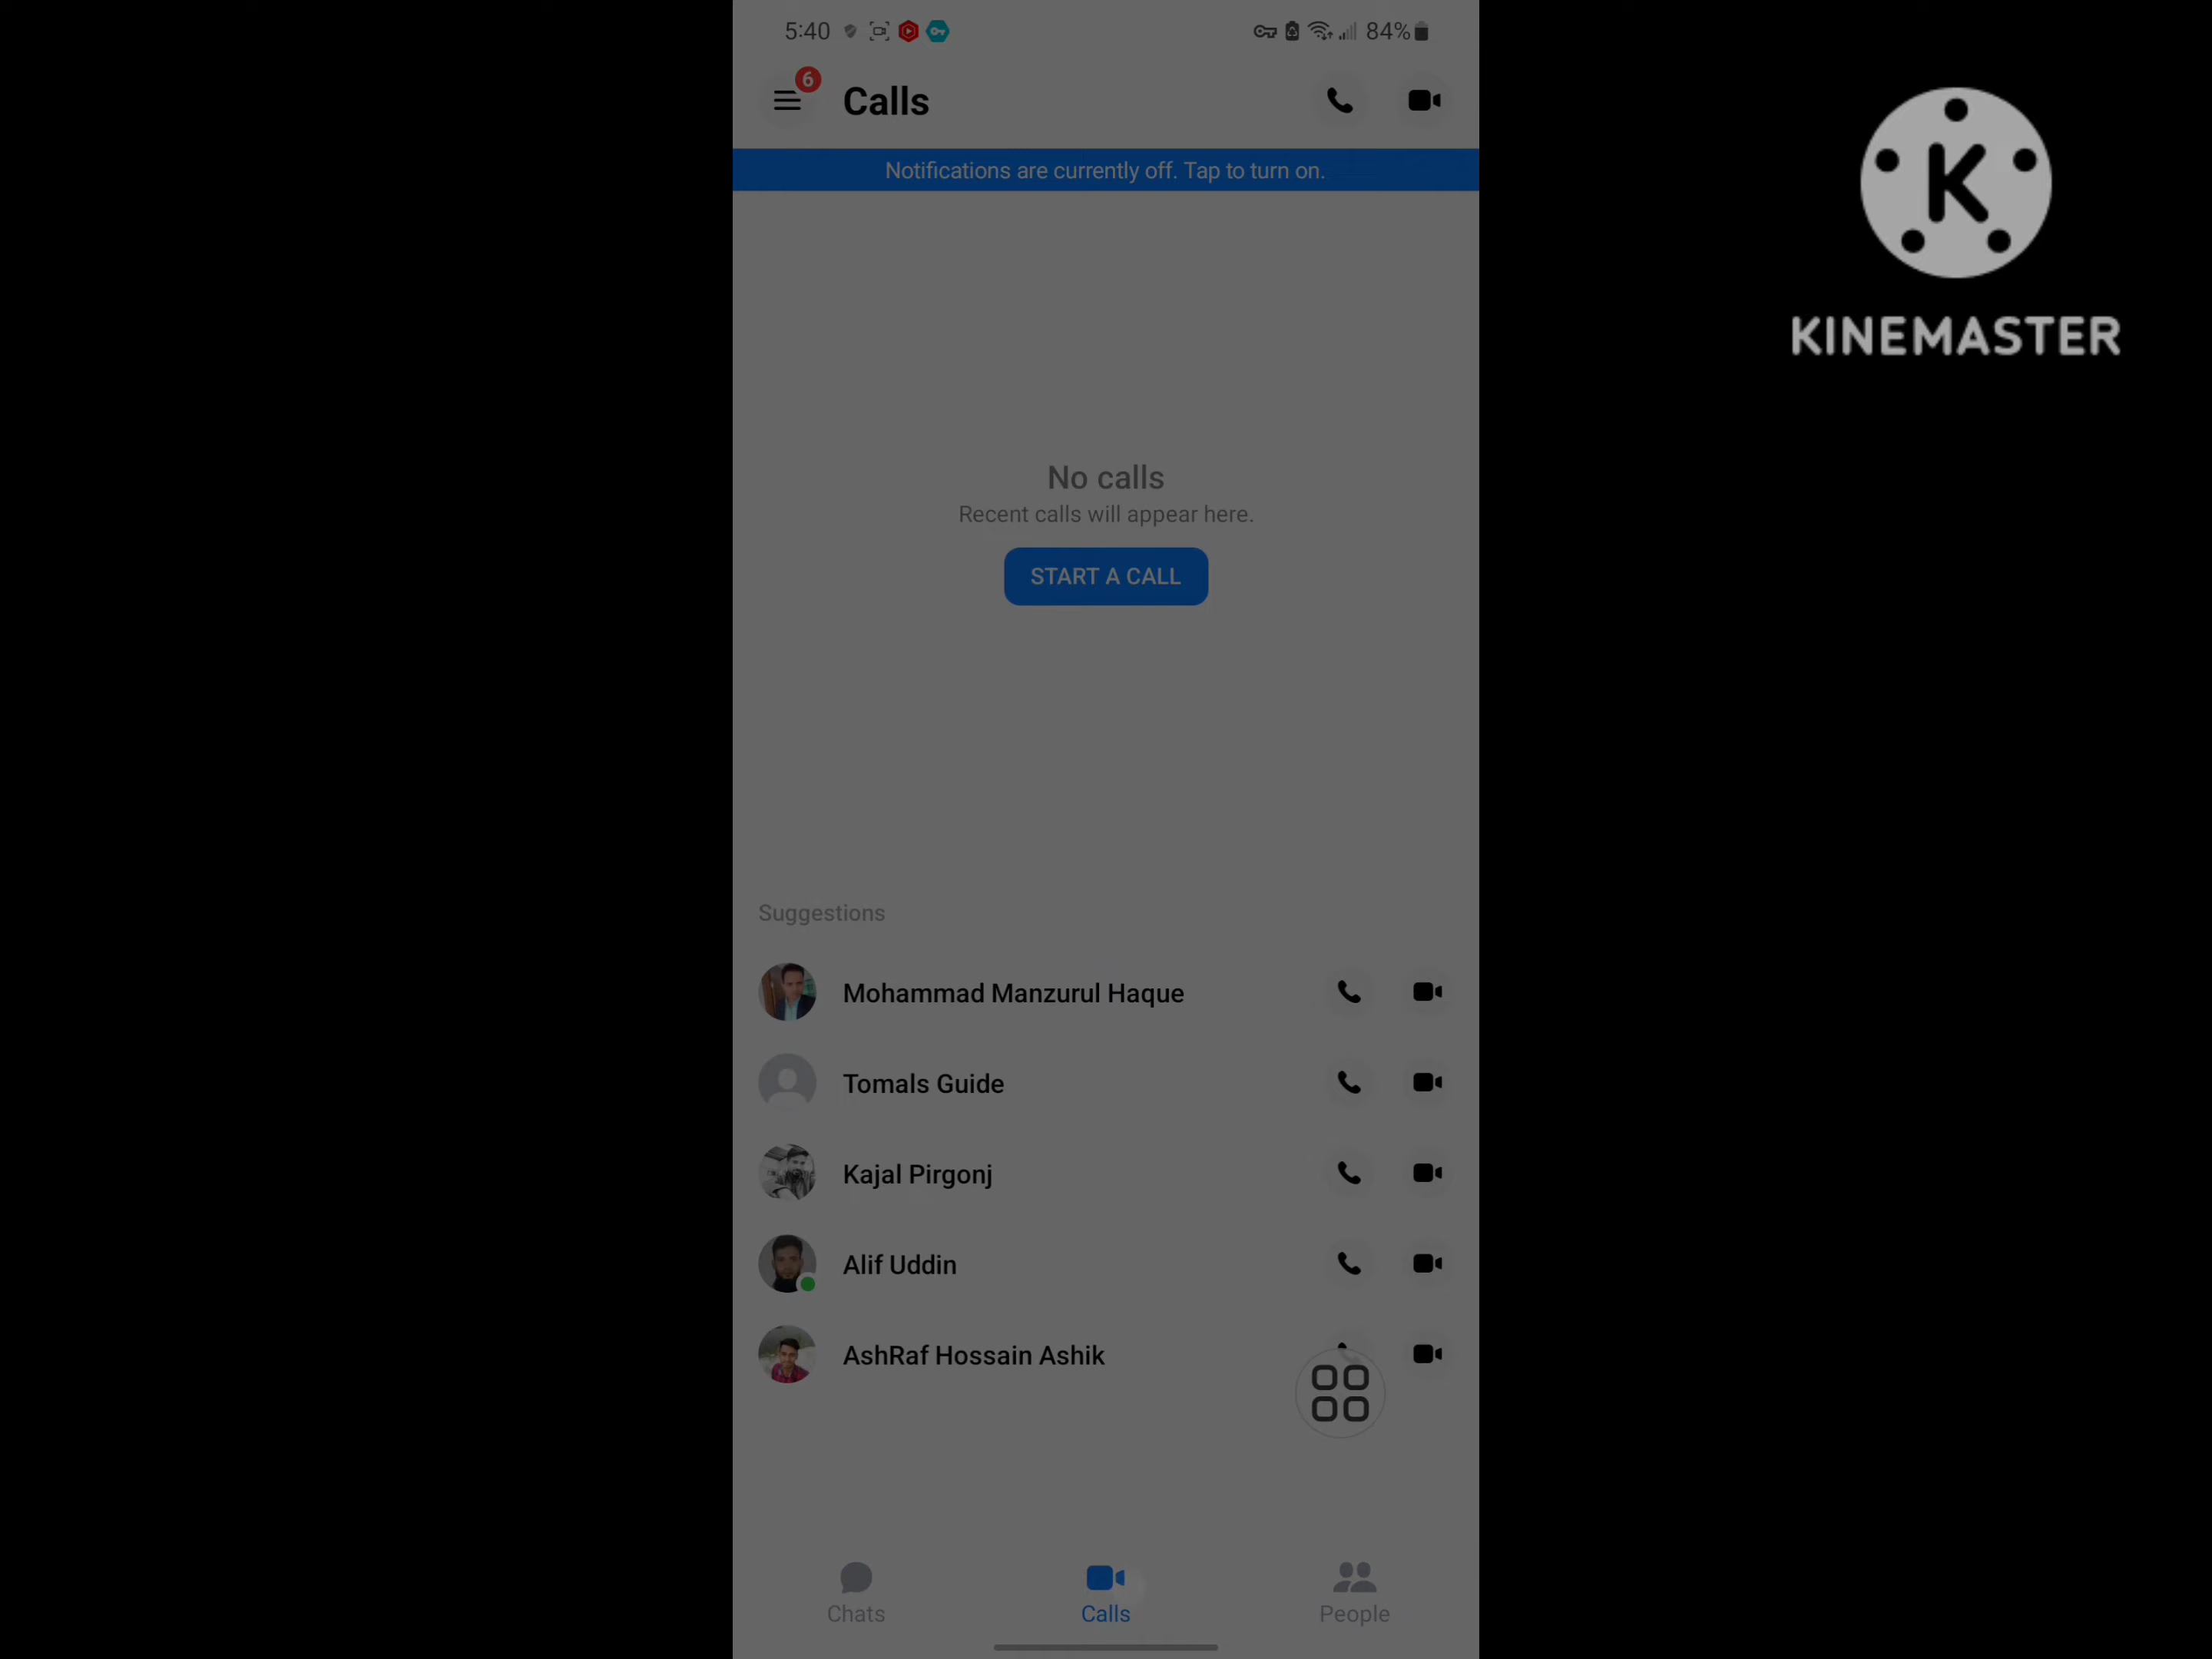 5:40
84%
6
Calls
Notifications are currently off. Tap to turn on.
K
KINEMASTER
No calls
Recent calls will appear here.
START A CALL
Suggestions
Mohammad Manzurul Haque
Tomals Guide
Kajal Pirgonj
Alif Uddin
AshRaf Hossain Ashik
Chats
Calls
People